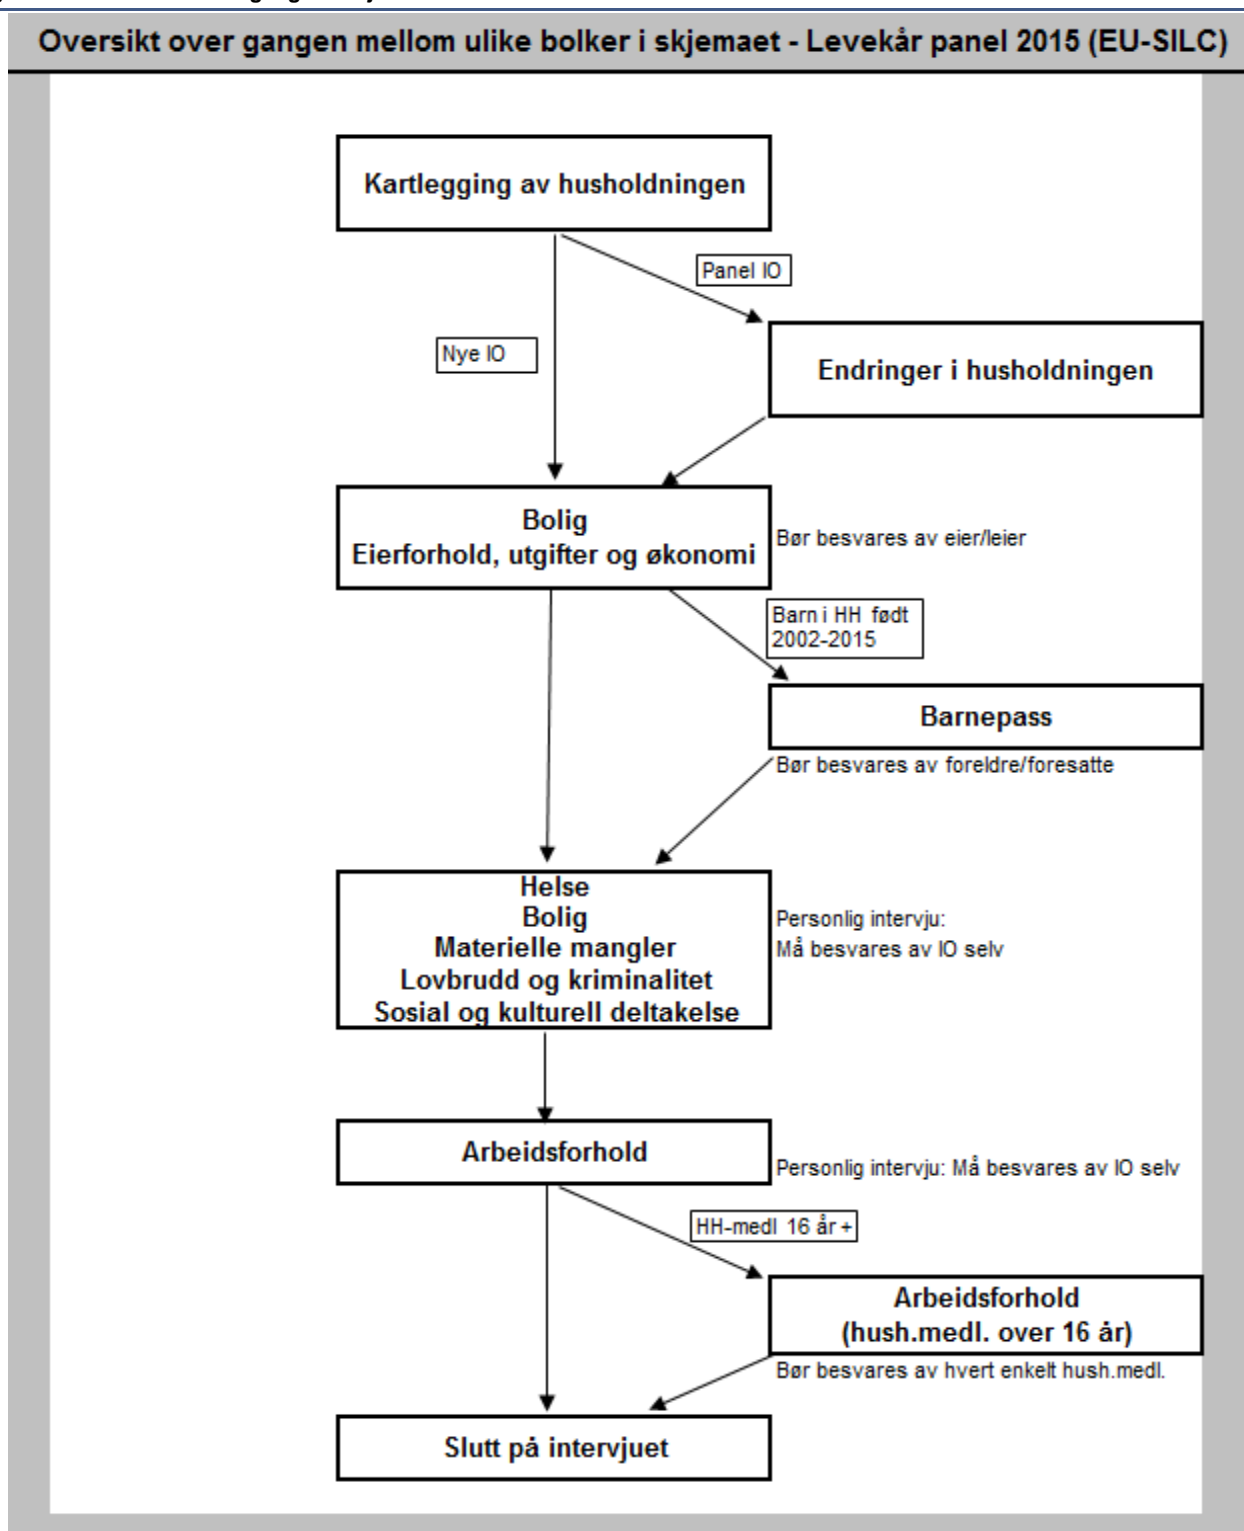 Oversikt over gangen mellom ulike bolker i skjemaet - Levekår panel 2015 (EU-SILC)
Kartlegging av husholdningen
Panel IO
Nye IO
Endringer i husholdningen
Bolig
Eierforhold, utgifter og økonomi
Bør besvares av eier/leier
Barn i HH født
2002-2015
Barnepass
Bør besvares av foreldre/foresatte
Helse
Bolig
Materielle mangler
Lovbrudd og kriminalitet
Sosial og kulturell deltakelse
Personlig intervju:
Må besvares av IO selv
Arbeidsforhold
Personlig intervju: Må besvares av IO selv
HH-medl 16 år +
Arbeidsforhold
(hush.medl. over 16 år)
Bør besvares av hvert enkelt hush.medl.
Slutt på intervjuet